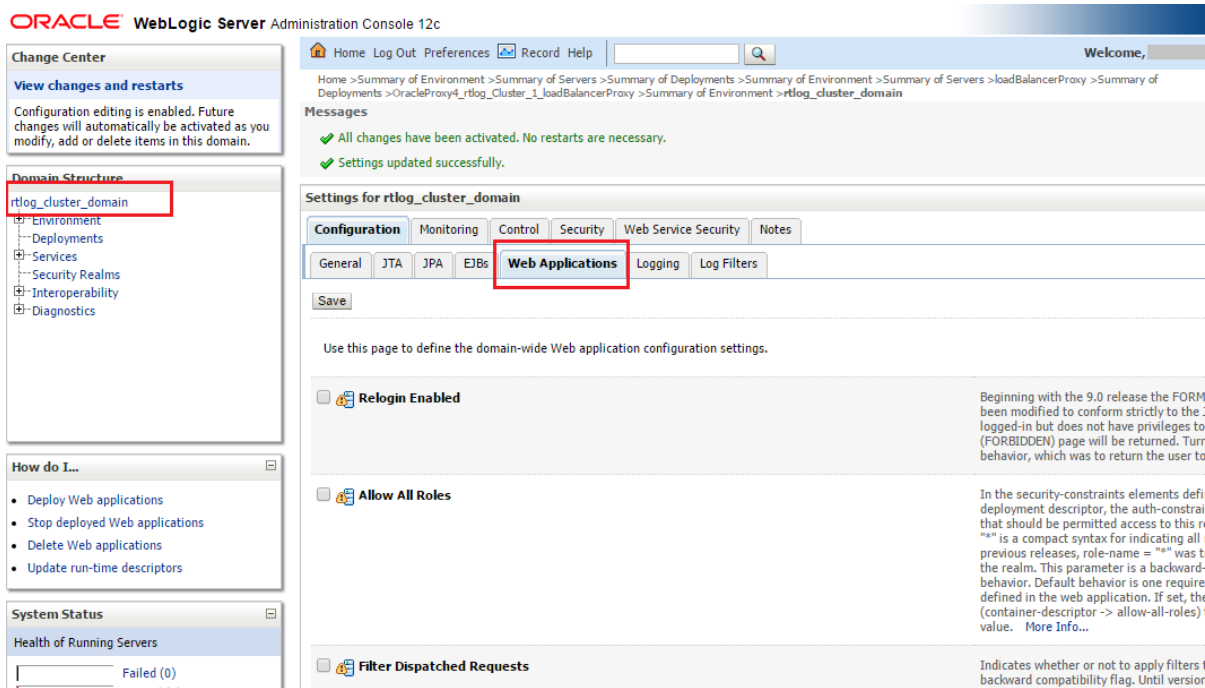 ORACLE WebLogic Server Administration Console 12c
Change Center
View changes and restarts
Configuration editing is enabled. Future
changes will automatically be activated as you
modify, add or delete items in this domain.
Domain Structure
rtlog_cluster_domain
Environment
Deployments
Services
Security Realms
Interoperability
Diagnostics
How do I...
Deploy Web applications
Stop deployed Web applications
Delete Web applications
Update run-time descriptors
System Status
Health of Running Servers
Failed (0)
Home Log Out Preferences Record Help
Welcome,
Home >Summary of Environment >Summary of Servers >Summary of Deployments >Summary of Environment >Summary of Servers >loadBalancerProxy >Summary of
Deployments >OracleProxy4_rtlog_Cluster_1_loadBalancerProxy >Summary of Environment >rtlog_cluster_domain
Messages
All changes have been activated. No restarts are necessary.
Settings updated successfully.
Settings for rtlog_cluster_domain
Configuration Monitoring Control Security Web Service Security Notes
General JTA JPA EJBs Web Applications Logging Log Filters
Save
Use this page to define the domain-wide Web application configuration settings.
Relogin Enabled
Beginning with the 9.0 release the FORM
been modified to conform strictly to the
logged-in but does not have privileges to
(FORBIDDEN) page will be returned. Turn
behavior, which was to return the user to
Allow All Roles
In the security-constraints elements defi
deployment descriptor, the auth-constrai
that should be permitted access to this r
"*" is a compact syntax for indicating all
previous releases, role-name = "*" was t
the realm. This parameter is a backward-
behavior. Default behavior is one require
defined in the web application. If set, the
(container-descriptor -> allow-all-roles)
value. More Info...
Filter Dispatched Requests
Indicates whether or not to apply filters
backward compatibility flag. Until version